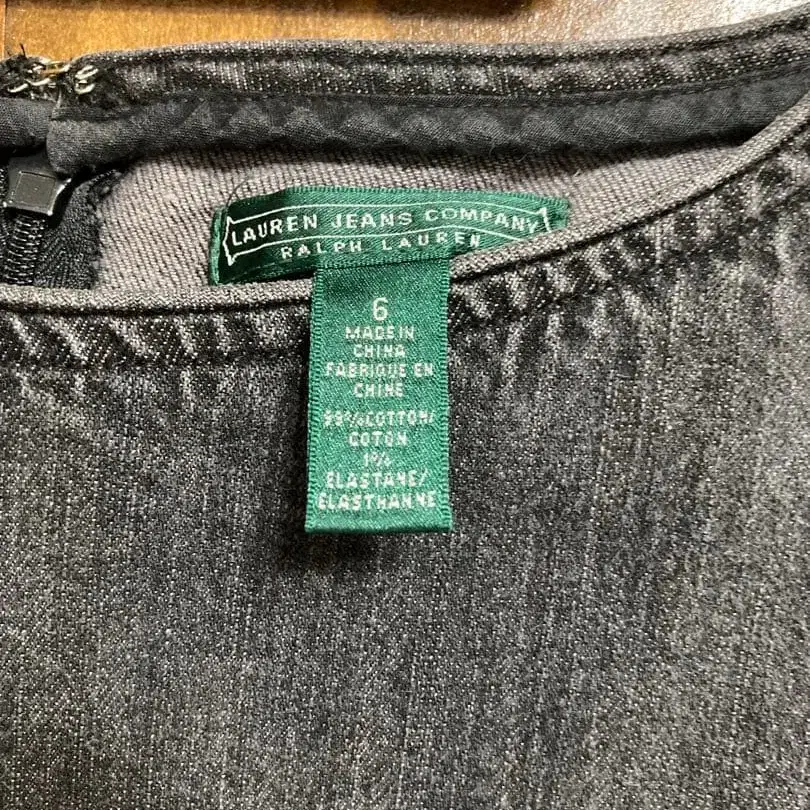 LAUREN JEANS COMPANY
RALPH LAUREN
6
MADE IN
CHINA
FABRIQUE EN
CHINE
99%COTTON/
COTON
1%
ELASTANE/
ELASTHANNE